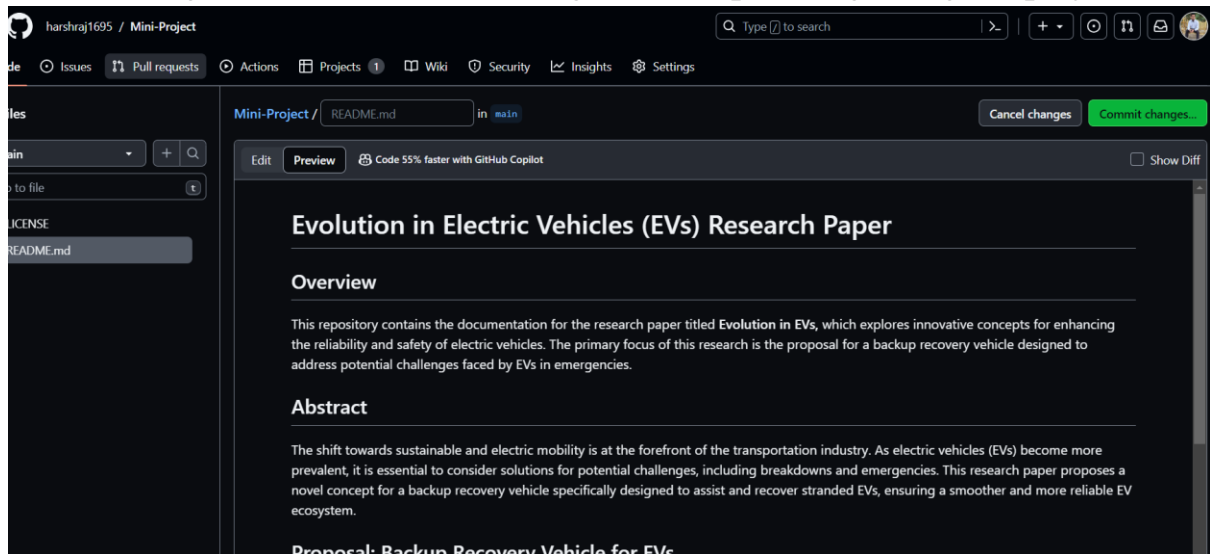 harshraj1695 / Mini-Project
Type / to search
de Issues Pull requests Actions Projects 1 Wiki Security Insights Settings
iles
Mini-Project / README.md in main
Cancel changes Commit changes...
ain
Edit Preview Code 55% faster with GitHub Copilot
Show Diff
o to file t
LICENSE
README.md
Evolution in Electric Vehicles (EVs) Research Paper
Overview
This repository contains the documentation for the research paper titled Evolution in EVs, which explores innovative concepts for enhancing
the reliability and safety of electric vehicles. The primary focus of this research is the proposal for a backup recovery vehicle designed to
address potential challenges faced by EVs in emergencies.
Abstract
The shift towards sustainable and electric mobility is at the forefront of the transportation industry. As electric vehicles (EVs) become more
prevalent, it is essential to consider solutions for potential challenges, including breakdowns and emergencies. This research paper proposes a
novel concept for a backup recovery vehicle specifically designed to assist and recover stranded EVs, ensuring a smoother and more reliable EV
ecosystem.
Proposal: Backup Recovery Vehicle for EVs